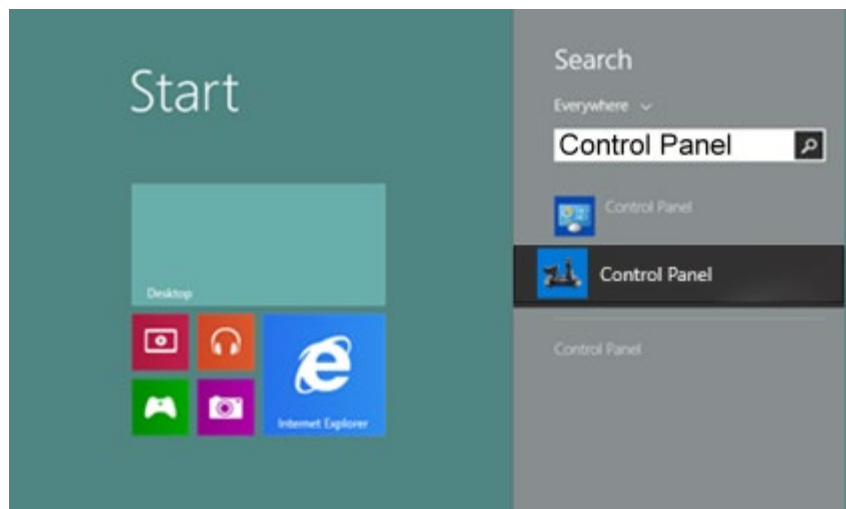 Start
Desktop
Internet Explorer
Search
Everywhere
Control Panel
Control Panel
Control Panel
Control Panel